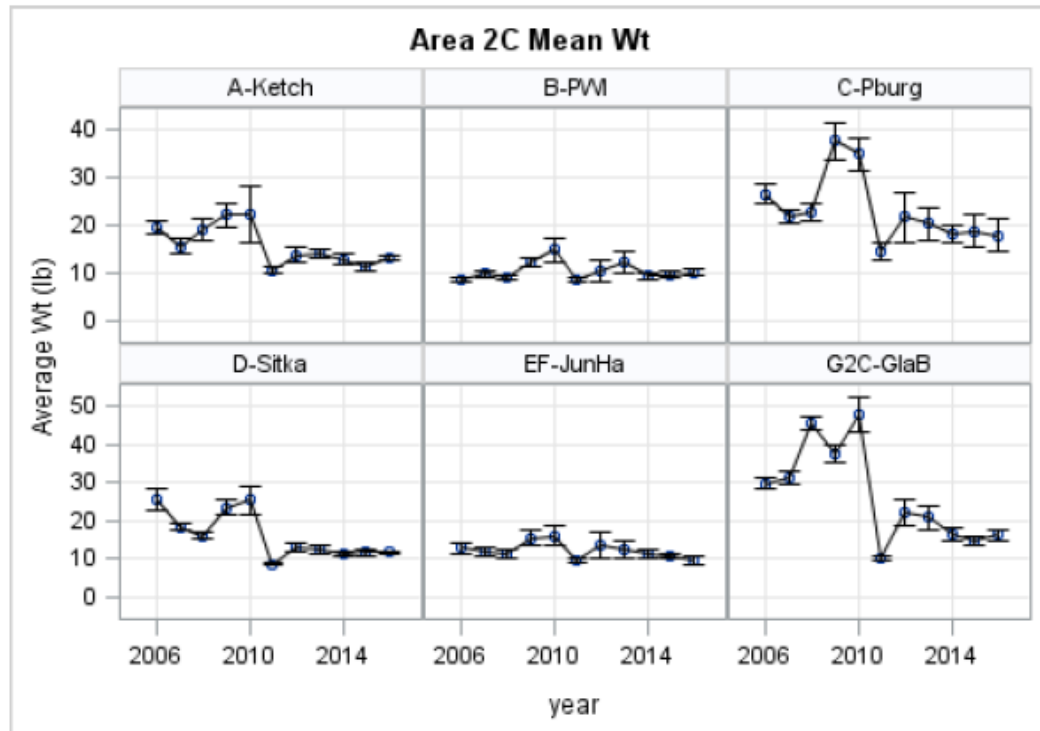 Area 2C Mean Wt
A-Ketch B-PWI C-Pburg
40
30
20
10
0
D-Sitka EF-JunHa G2C-GlaB
50
40
30
20
10
0
Average Wt (lb)
2006 2010 2014 2006 2010 2014 2006 2010 2014
year